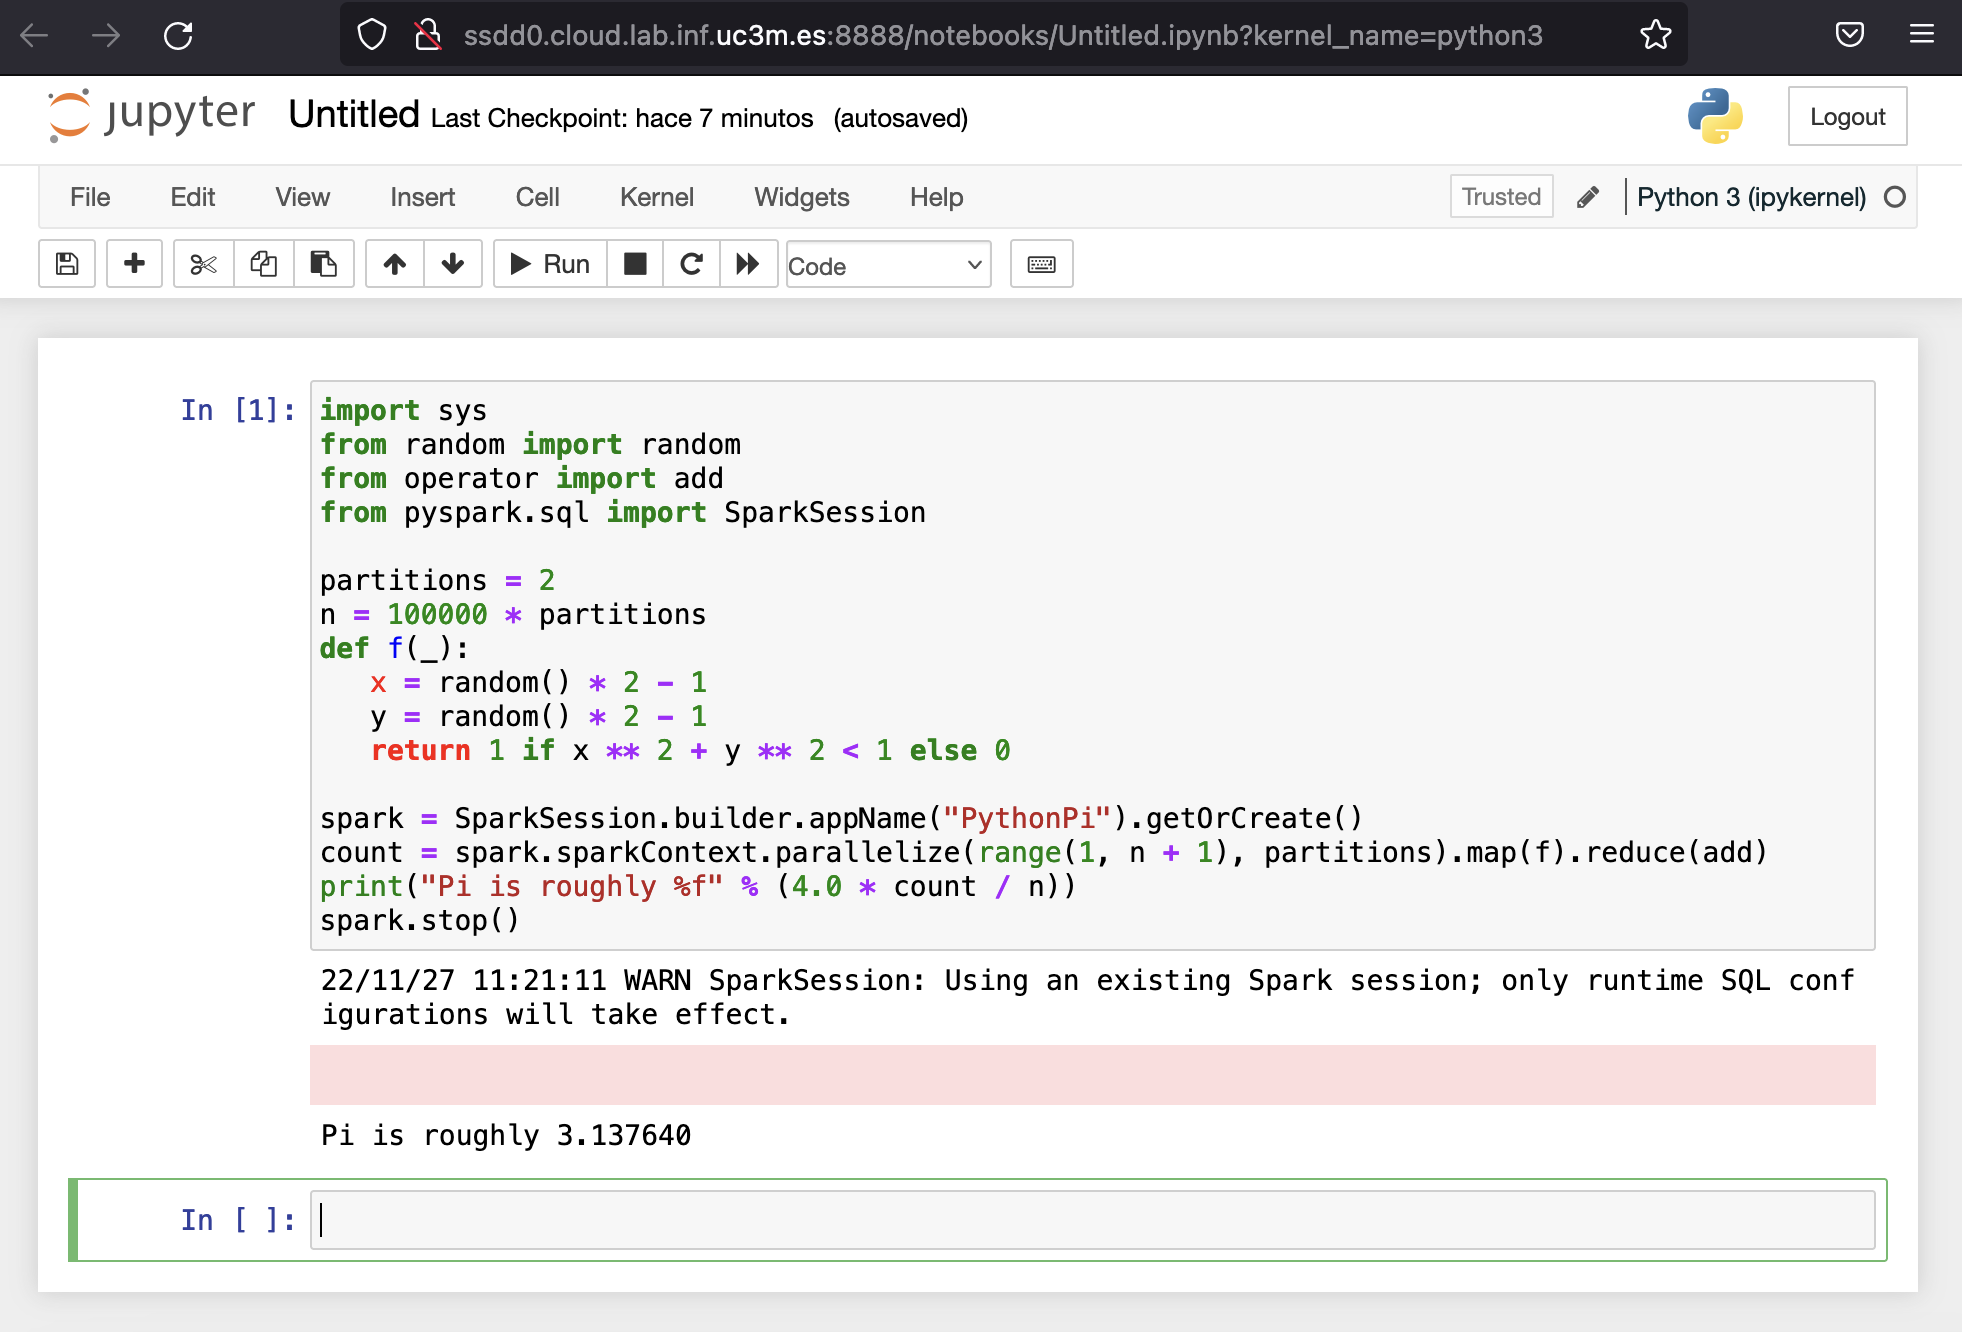 ssdd0.cloud.lab.inf.uc3m.es:8888/notebooks/Untitled.ipynb?kernel_name=python3
jupyter Untitled Last Checkpoint: hace 7 minutos (autosaved) Logout
File Edit View Insert Cell Kernel Widgets Help Trusted Python 3 (ipykernel)
Run Code
In [1]: import sys
from random import random
from operator import add
from pyspark.sql import SparkSession
partitions = 2
n = 100000 * partitions
def f(_):
   x = random() * 2 - 1
   y = random() * 2 - 1
   return 1 if x ** 2 + y ** 2 < 1 else 0
spark = SparkSession.builder.appName("PythonPi").getOrCreate()
count = spark.sparkContext.parallelize(range(1, n + 1), partitions).map(f).reduce(add)
print("Pi is roughly %f" % (4.0 * count / n))
spark.stop()
22/11/27 11:21:11 WARN SparkSession: Using an existing Spark session; only runtime SQL conf
igurations will take effect.
Pi is roughly 3.137640
In [ ]: